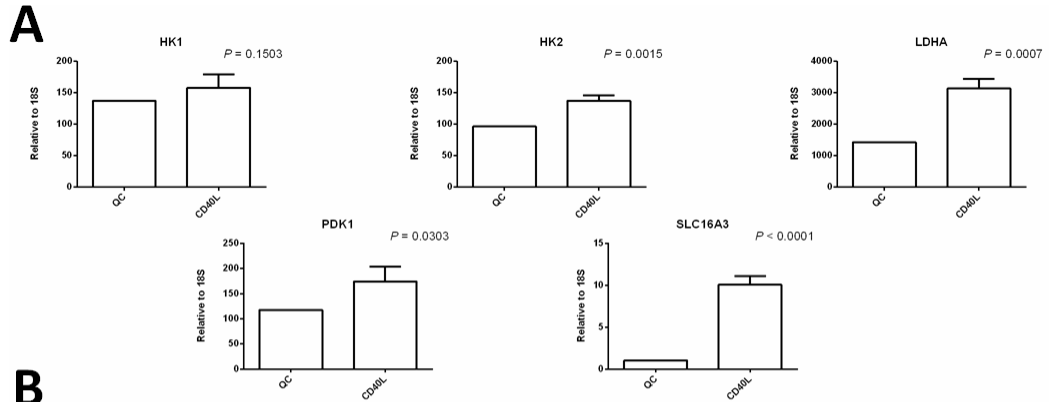 A
HK1
P = 0.1503
200
150
100
50
0
Relative to 18S
QC
CD40L
HK2
P = 0.0015
200
150
100
50
0
Relative to 18S
QC
CD40L
LDHA
P = 0.0007
4000
3000
2000
1000
0
Relative to 18S
QC
CD40L
PDK1
P = 0.0303
250
200
150
100
50
0
Relative to 18S
QC
CD40L
SLC16A3
P < 0.0001
15
10
5
0
Relative to 18S
QC
CD40L
B